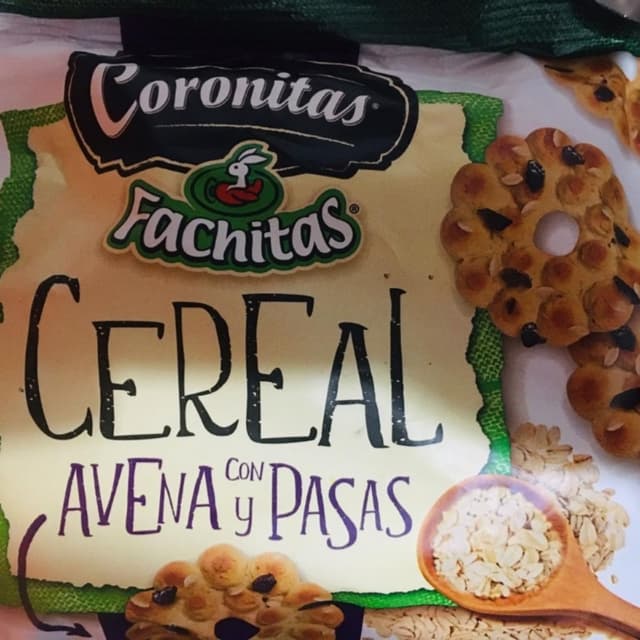 Coronitas
Fachitas®
CEREAL
AVENA CON y PASAS